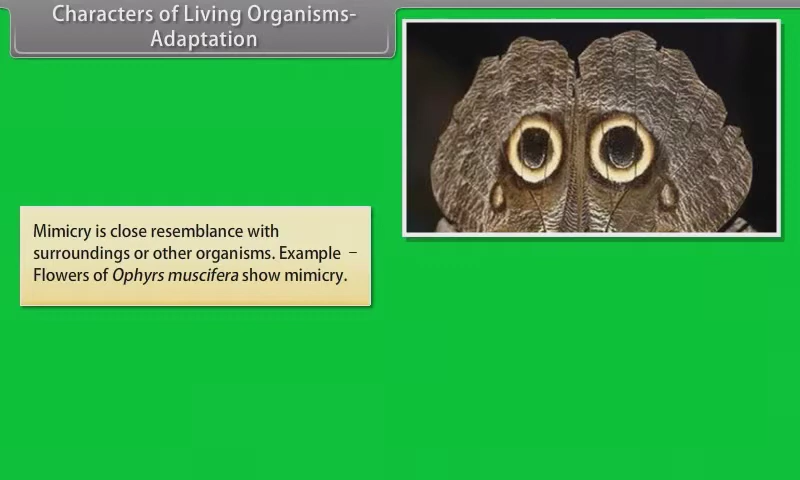 Characters of Living Organisms-
Adaptation
Mimicry is close resemblance with
surroundings or other organisms. Example –
Flowers of Ophyrs muscifera show mimicry.